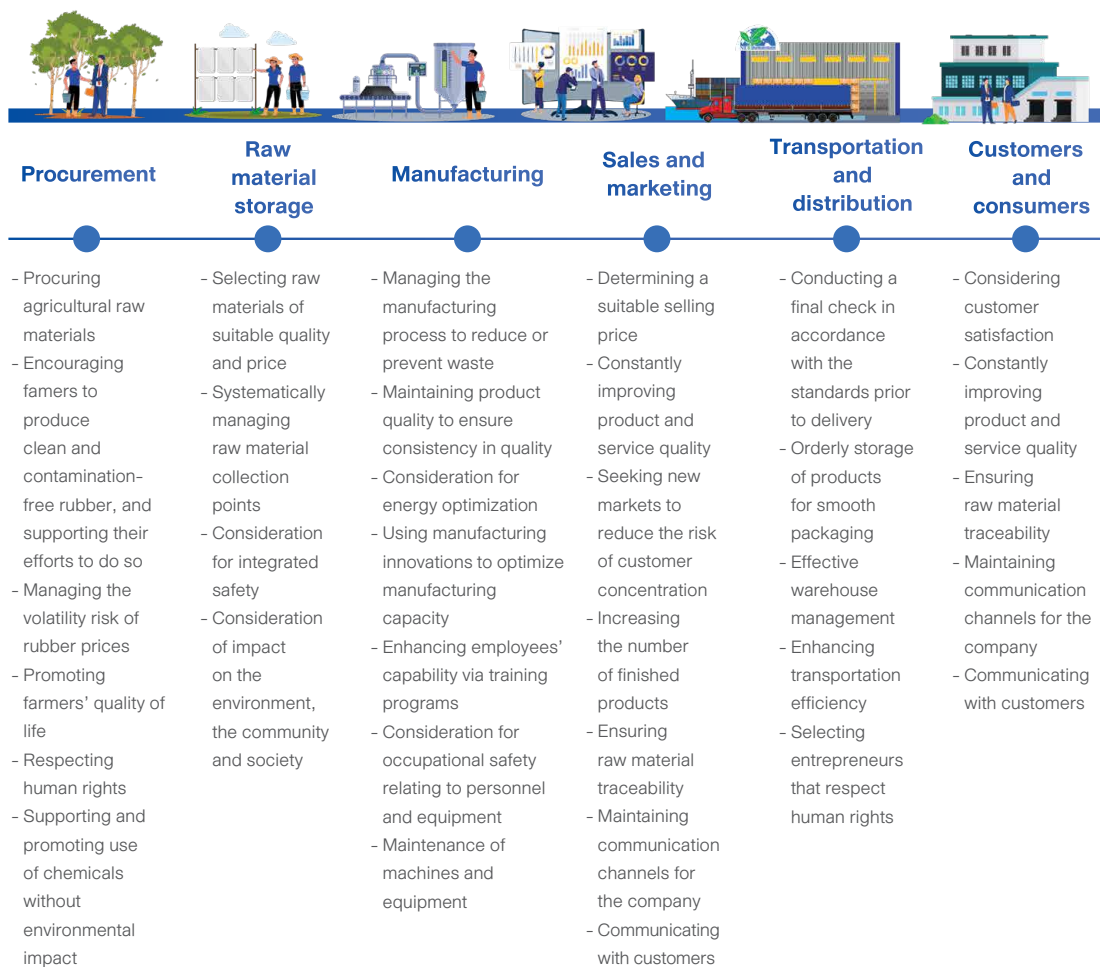 Procurement
- Procuring
agricultural raw
materials
- Encouraging
famers to
produce
clean and
contamination-
free rubber, and
supporting their
efforts to do so
- Managing the
volatility risk of
rubber prices
- Promoting
farmers' quality of
life
- Respecting
human rights
- Supporting and
promoting use
of chemicals
without
environmental
impact
Raw
material
storage
- Selecting raw
materials of
suitable quality
and price
- Systematically
managing
raw material
collection
points
- Consideration
for integrated
safety
- Consideration
of impact
on the
environment,
the community
and society
Manufacturing
- Managing the
manufacturing
process to reduce or
prevent waste
- Maintaining product
quality to ensure
consistency in quality
- Consideration for
energy optimization
- Using manufacturing
innovations to optimize
manufacturing
capacity
- Enhancing employees'
capability via training
programs
- Consideration for
occupational safety
relating to personnel
and equipment
- Maintenance of
machines and
equipment
Sales and
marketing
- Determining a
suitable selling
price
- Constantly
improving
product and
service quality
- Seeking new
markets to
reduce the risk
of customer
concentration
- Increasing
the number
of finished
products
- Ensuring
raw material
traceability
- Maintaining
communication
channels for
the company
- Communicating
with customers
Transportation
and
distribution
- Conducting a
final check in
accordance
with the
standards prior
to delivery
- Orderly storage
of products
for smooth
packaging
- Effective
warehouse
management
- Enhancing
transportation
efficiency
- Selecting
entrepreneurs
that respect
human rights
Customers
and
consumers
- Considering
customer
satisfaction
- Constantly
improving
product and
service quality
- Ensuring
raw material
traceability
- Maintaining
communication
channels for the
company
- Communicating
with customers